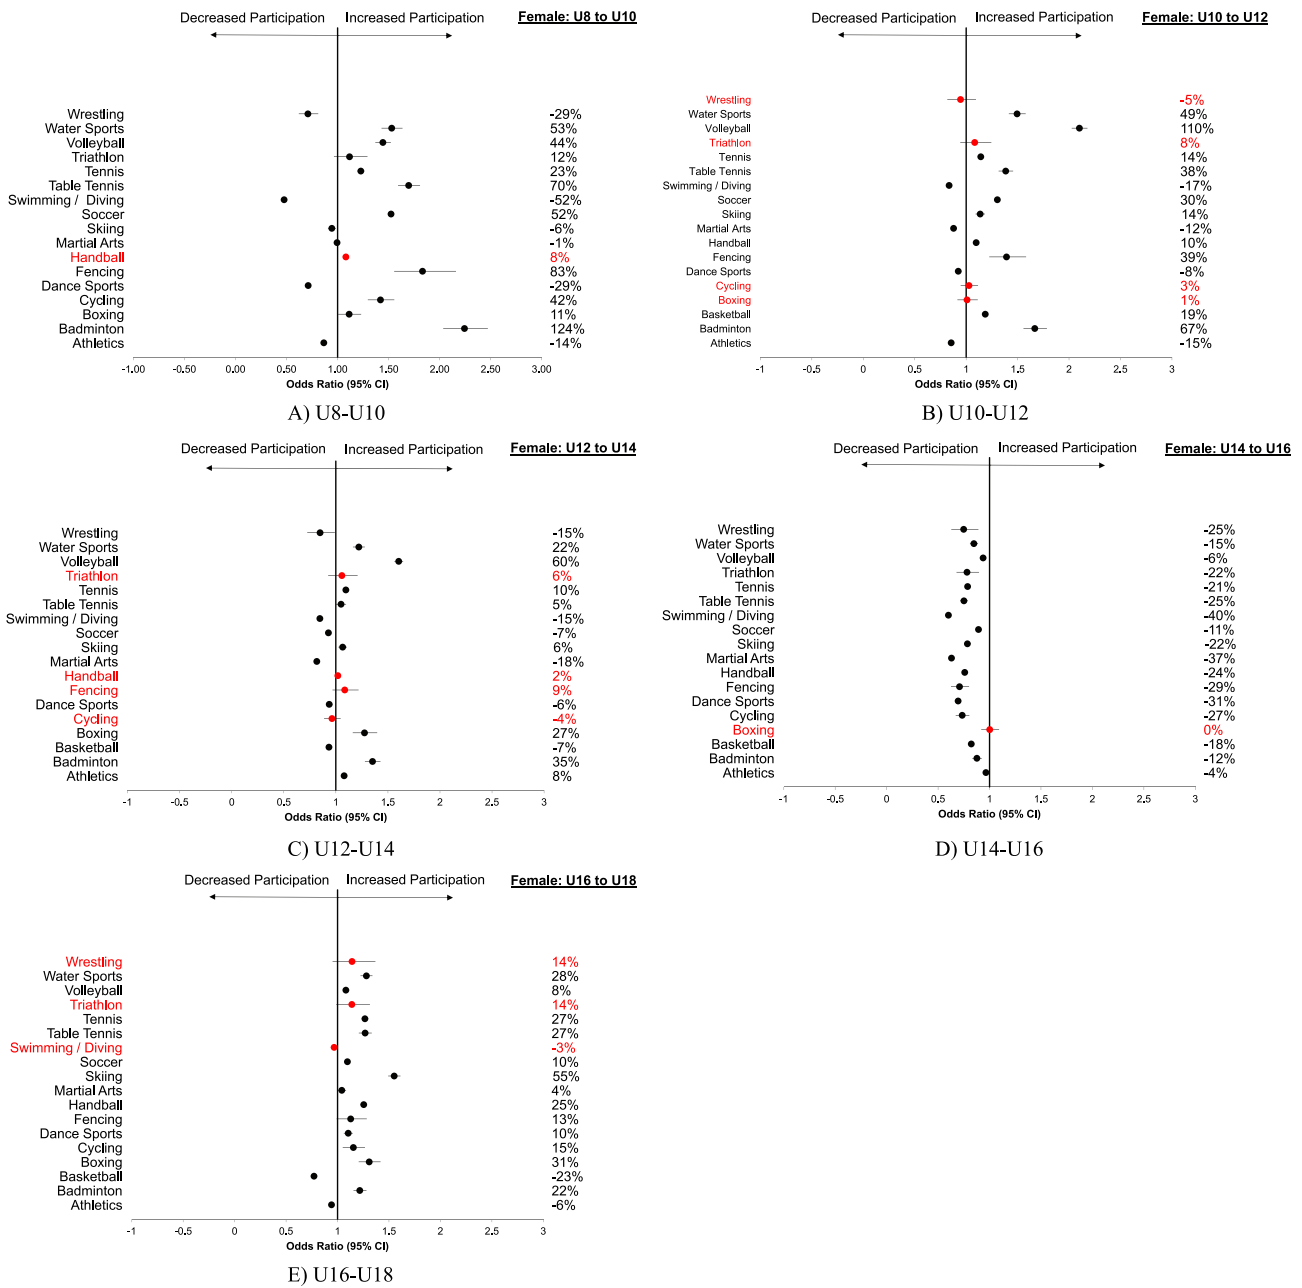 Decreased Participation Increased Participation Female: U8 to U10
Wrestling -29%
Water Sports 53%
Volleyball 44%
Triathlon 12%
Tennis 23%
Table Tennis 70%
Swimming / Diving -52%
Soccer 52%
Skiing -6%
Martial Arts -1%
Handball 8%
Fencing 83%
Dance Sports -29%
Cycling 42%
Boxing 11%
Badminton 124%
Athletics -14%
-1.00 0.00 0.50 1.00 1.50 2.00 2.50 3.00
Odds Ratio (95% CI)
A) U8-U10
Decreased Participation Increased Participation Female: U10 to U12
Wrestling -5%
Water Sports 49%
Volleyball 110%
Triathlon 8%
Tennis 14%
Table Tennis 38%
Swimming / Diving -17%
Soccer 30%
Skiing 14%
Martial Arts -12%
Handball 10%
Fencing 39%
Dance Sports -8%
Cycling 3%
Boxing 1%
Basketball 19%
Badminton 67%
Athletics -15%
-1 0 0.5 1 1.5 2 2.5 3
Odds Ratio (95% CI)
B) U10-U12
Decreased Participation Increased Participation Female: U12 to U14
Wrestling -15%
Water Sports 22%
Volleyball 60%
Triathlon 6%
Tennis 10%
Table Tennis 5%
Swimming / Diving -15%
Soccer -7%
Skiing 6%
Martial Arts -18%
Handball 2%
Fencing 9%
Dance Sports -6%
Cycling -4%
Boxing 27%
Basketball -7%
Badminton 35%
Athletics 8%
-1 0 0.5 1 1.5 2 2.5 3
Odds Ratio (95% CI)
C) U12-U14
Decreased Participation Increased Participation Female: U14 to U16
Wrestling -25%
Water Sports -15%
Volleyball -6%
Triathlon -22%
Tennis -21%
Table Tennis -25%
Swimming / Diving -40%
Soccer -11%
Skiing -22%
Martial Arts -37%
Handball -24%
Fencing -29%
Dance Sports -31%
Cycling -27%
Boxing 0%
Basketball -18%
Badminton -12%
Athletics -4%
-1 0 0.5 1 1.5 2 2.5 3
Odds Ratio (95% CI)
D) U14-U16
Decreased Participation Increased Participation Female: U16 to U18
Wrestling 14%
Water Sports 28%
Volleyball 8%
Triathlon 14%
Tennis 27%
Table Tennis 27%
Swimming / Diving -3%
Soccer 10%
Skiing 55%
Martial Arts 4%
Handball 25%
Fencing 13%
Dance Sports 10%
Cycling 15%
Boxing 31%
Basketball -23%
Badminton 22%
Athletics -6%
-1 0 0.5 1 1.5 2 2.5 3
Odds Ratio (95% CI)
E) U16-U18